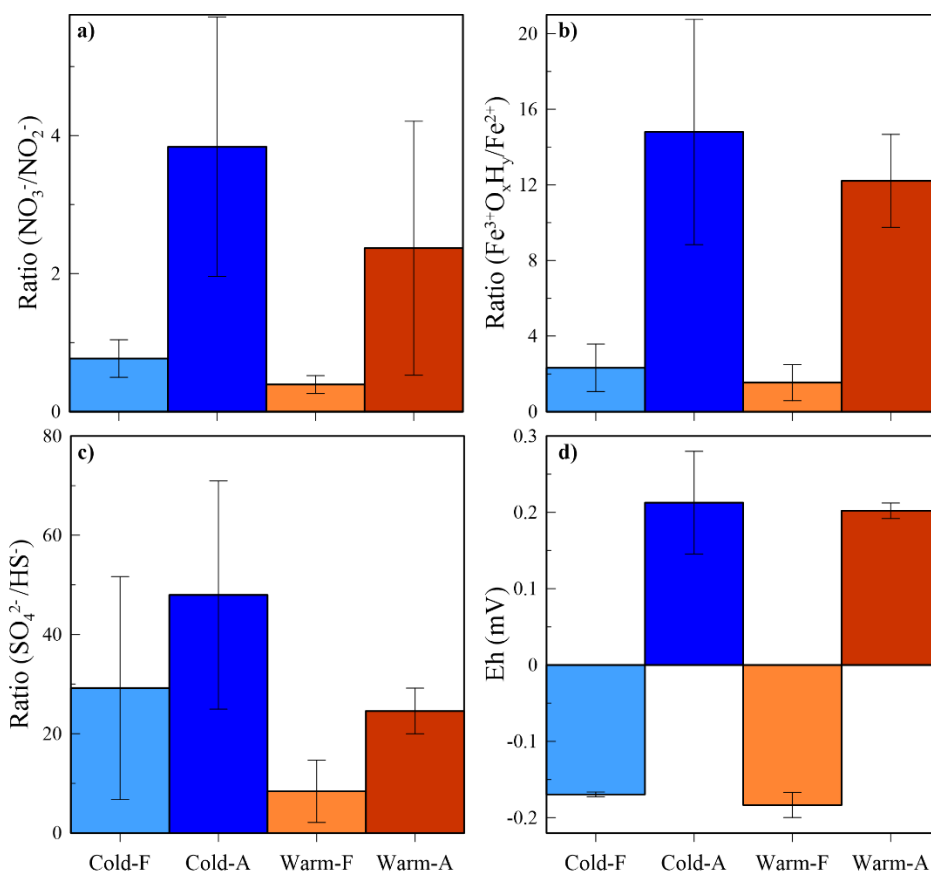 a)
Ratio (NO₃⁻/NO₂⁻)
4
2
0
b)
Ratio (Fe³⁺OₓHᵧ/Fe²⁺)
20
16
12
8
4
0
c)
Ratio (SO₄²⁻/HS⁻)
80
60
40
20
0
Cold-F Cold-A Warm-F Warm-A
d)
Eh (mV)
0.3
0.2
0.1
0
-0.1
-0.2
Cold-F Cold-A Warm-F Warm-A